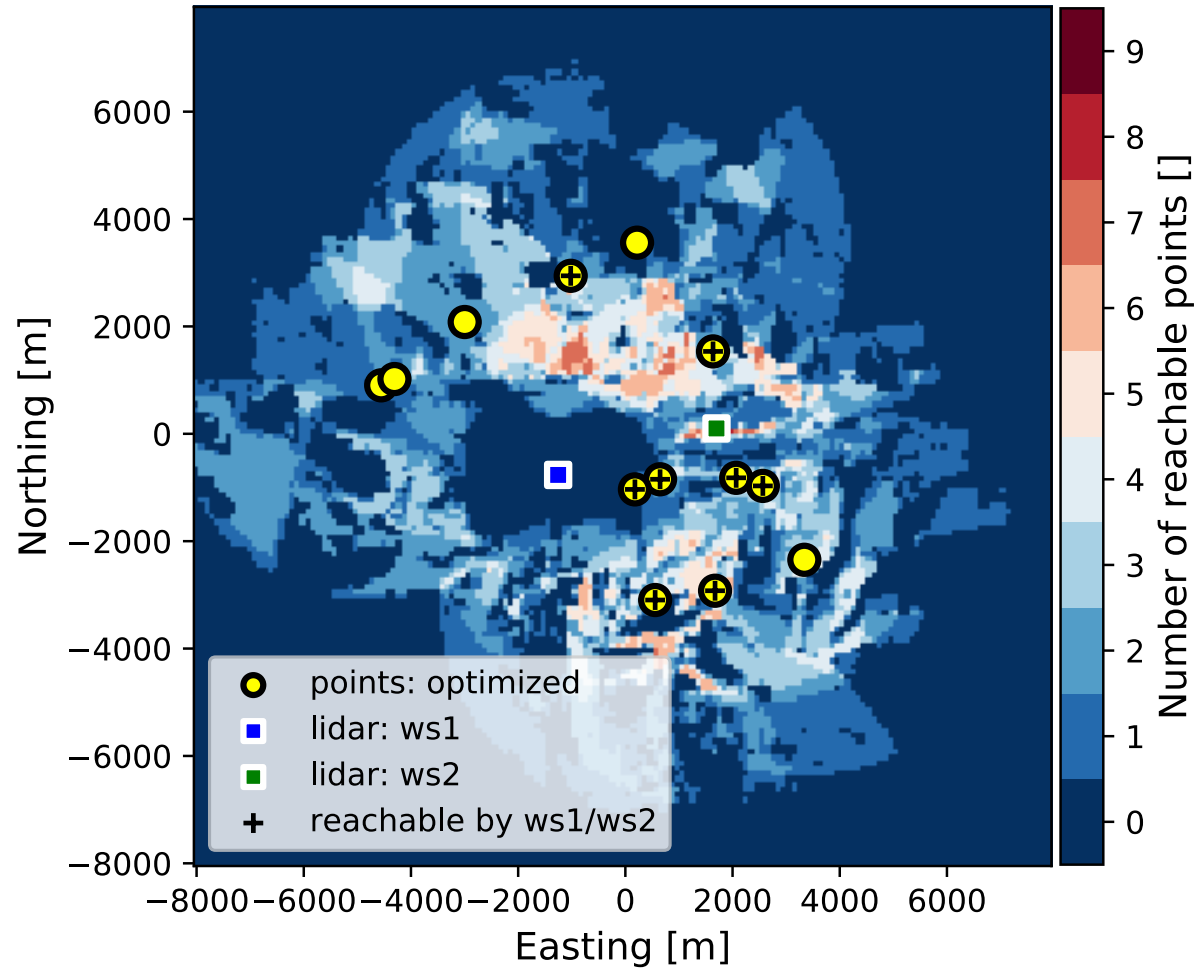 6000
4000
2000
0
−2000
−4000
−6000
−8000
Northing [m]
points: optimized
lidar: ws1
lidar: ws2
reachable by ws1/ws2
−8000 −6000 −4000 −2000 0 2000 4000 6000
Easting [m]
9
8
7
6
5
4
3
2
1
0
Number of reachable points []